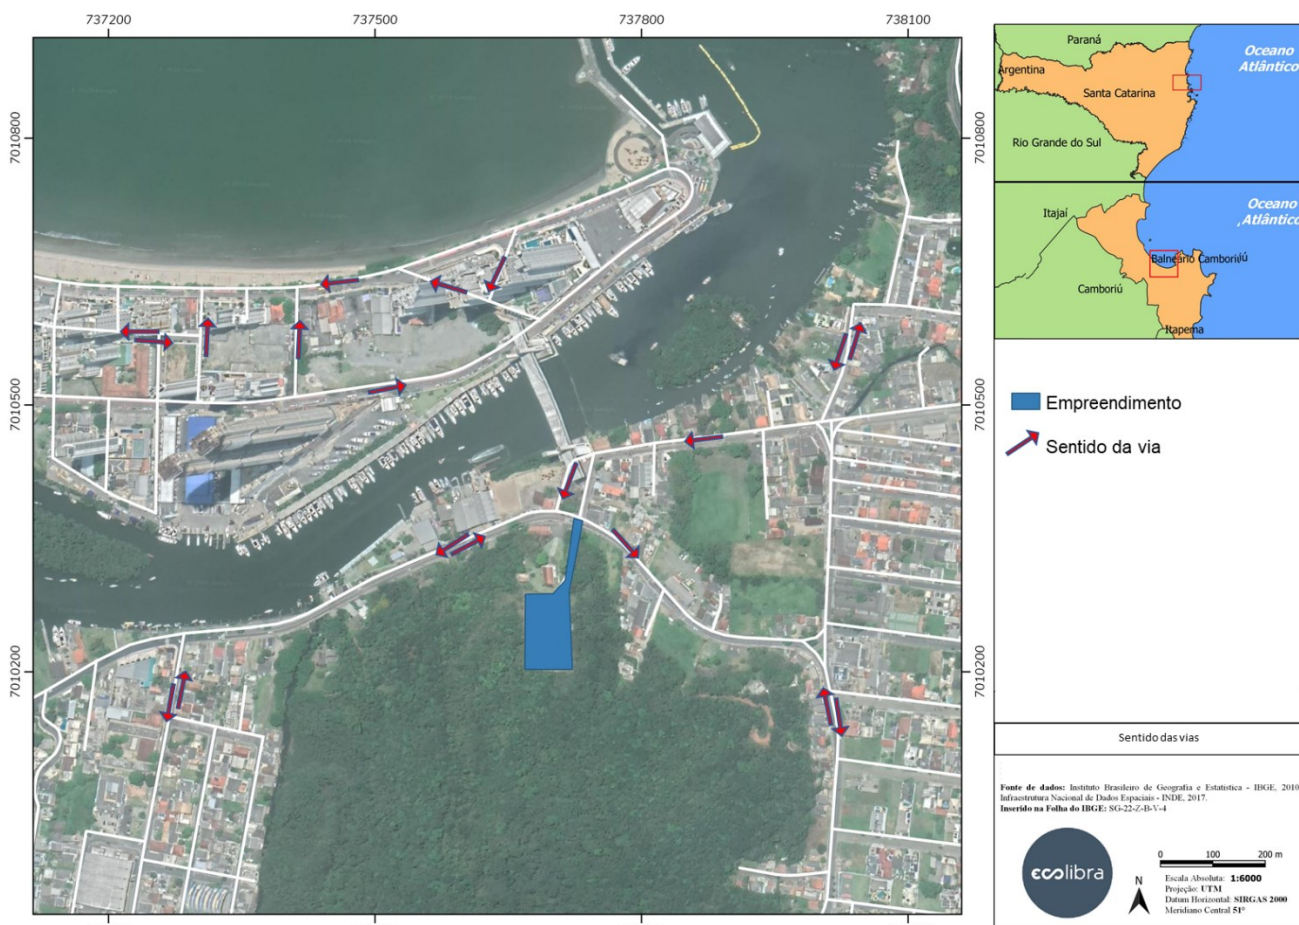 737200
737500
737800
738100
7010800
7010500
7010200
7010800
7010500
7010200
Paraná
Argentina
Santa Catarina
Rio Grande do Sul
Oceano
Atlântico
Itajaí
Camboriú
Balneário Camboriú
iú
Itapema
Oceano
Atlântico
Empreendimento
Sentido da via
Sentido das vias
Fonte de dados: Instituto Brasileiro de Geografia e Estatística - IBGE, 2010
Infraestrutura Nacional de Dados Espaciais - INDE, 2017.
Inserido na Folha do IBGE: SG-22-Z-B-V-4
ecolibra
N
0 100 200 m
Escala Absoluta: 1:6000
Projeção: UTM
Datum Horizontal: SIRGAS 2000
Meridiano Central 51°